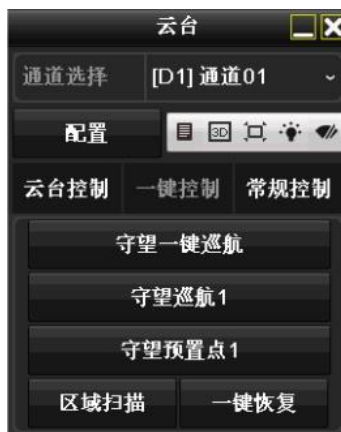 云台
通道选择 [D1] 通道01
配置 3D
云台控制 一键控制 常规控制
守望一键巡航
守望巡航1
守望预置点1
区域扫描 一键恢复